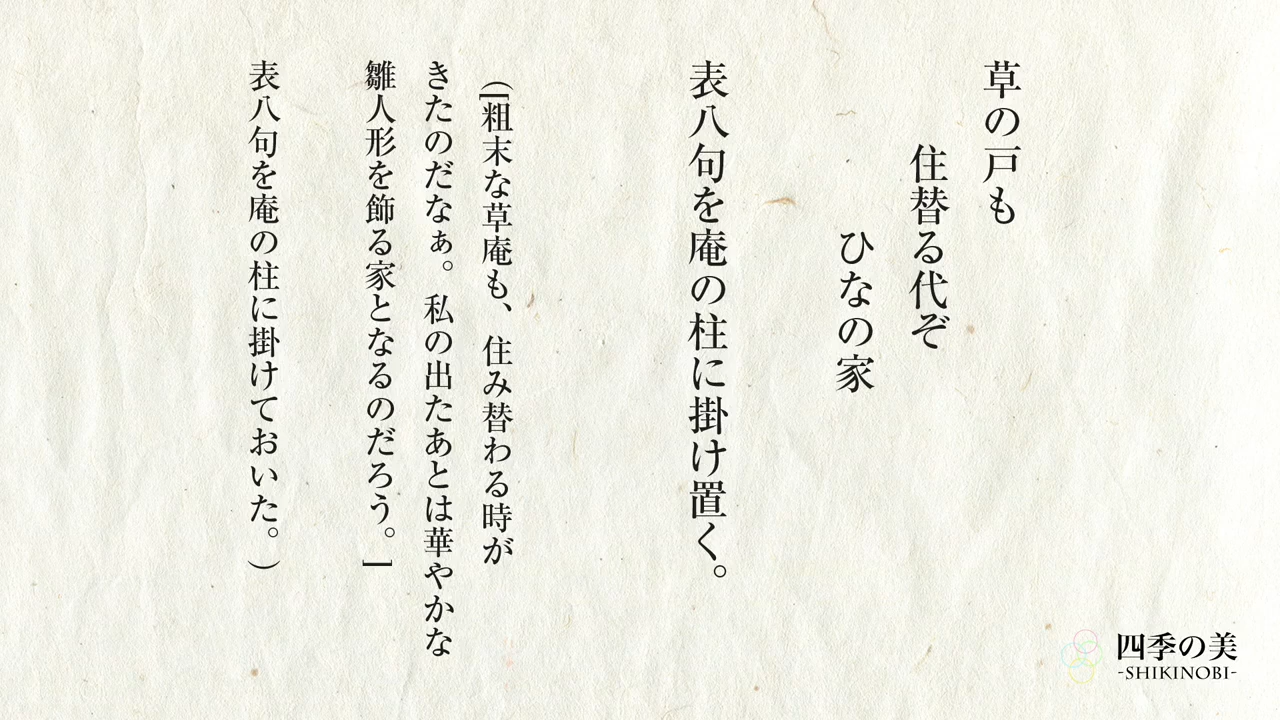 草の戸も
住替る代ぞ
ひなの家
表八句を庵の柱に掛け置く。
（［粗末な草庵も、住み替わる時が
きたのだなぁ。私の出たあとは華やかな
雛人形を飾る家となるのだろう。］
表八句を庵の柱に掛けておいた。）
四季の美
-SHIKINOBI-